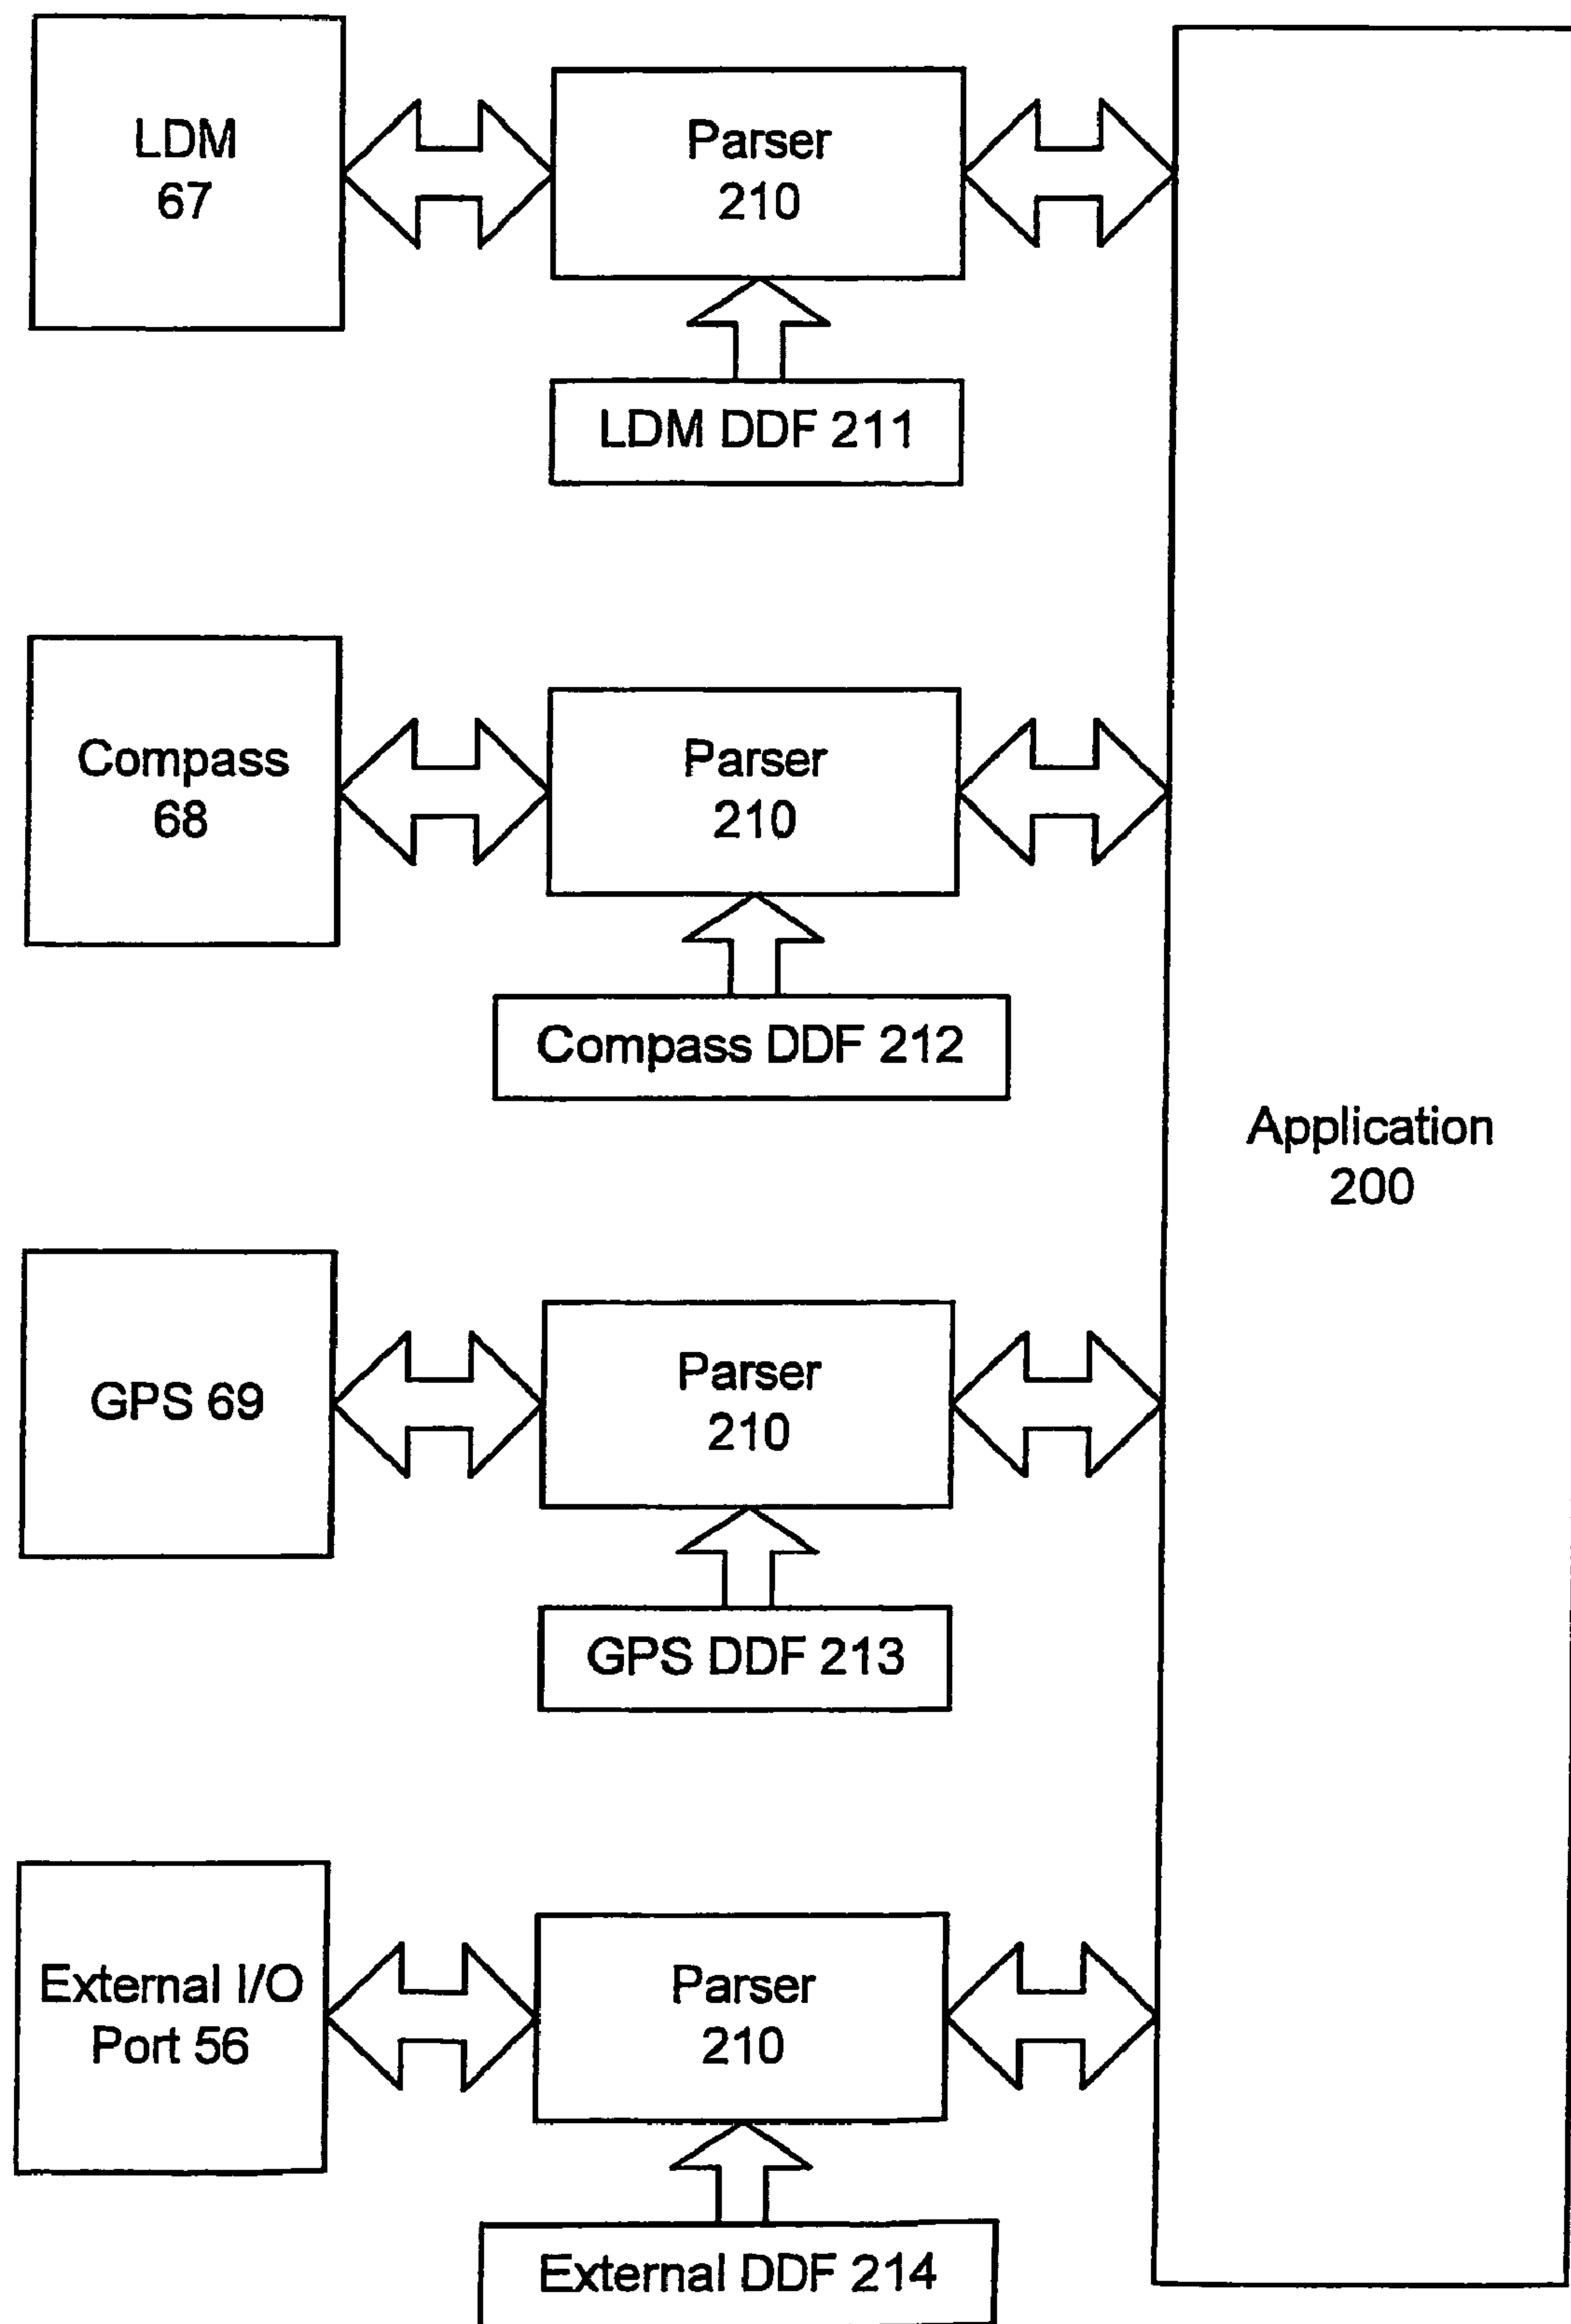 LDM
67
Parser
210
LDM DDF 211
Compass
68
Parser
210
Compass DDF 212
Application
200
GPS 69
Parser
210
GPS DDF 213
External I/O
Port 56
Parser
210
External DDF 214